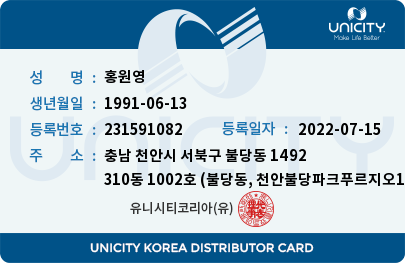 UNICITY
Make Life Better
성 명 : 홍원영
생년월일 : 1991-06-13
등록번호 : 231591082 등록일자 : 2022-07-15
주 소 : 충남 천안시 서북구 불당동 1492
310동 1002호 (불당동, 천안불당파크푸르지오1
유니시티코리아(유)
UNICITY
UNICITY KOREA DISTRIBUTOR CARD